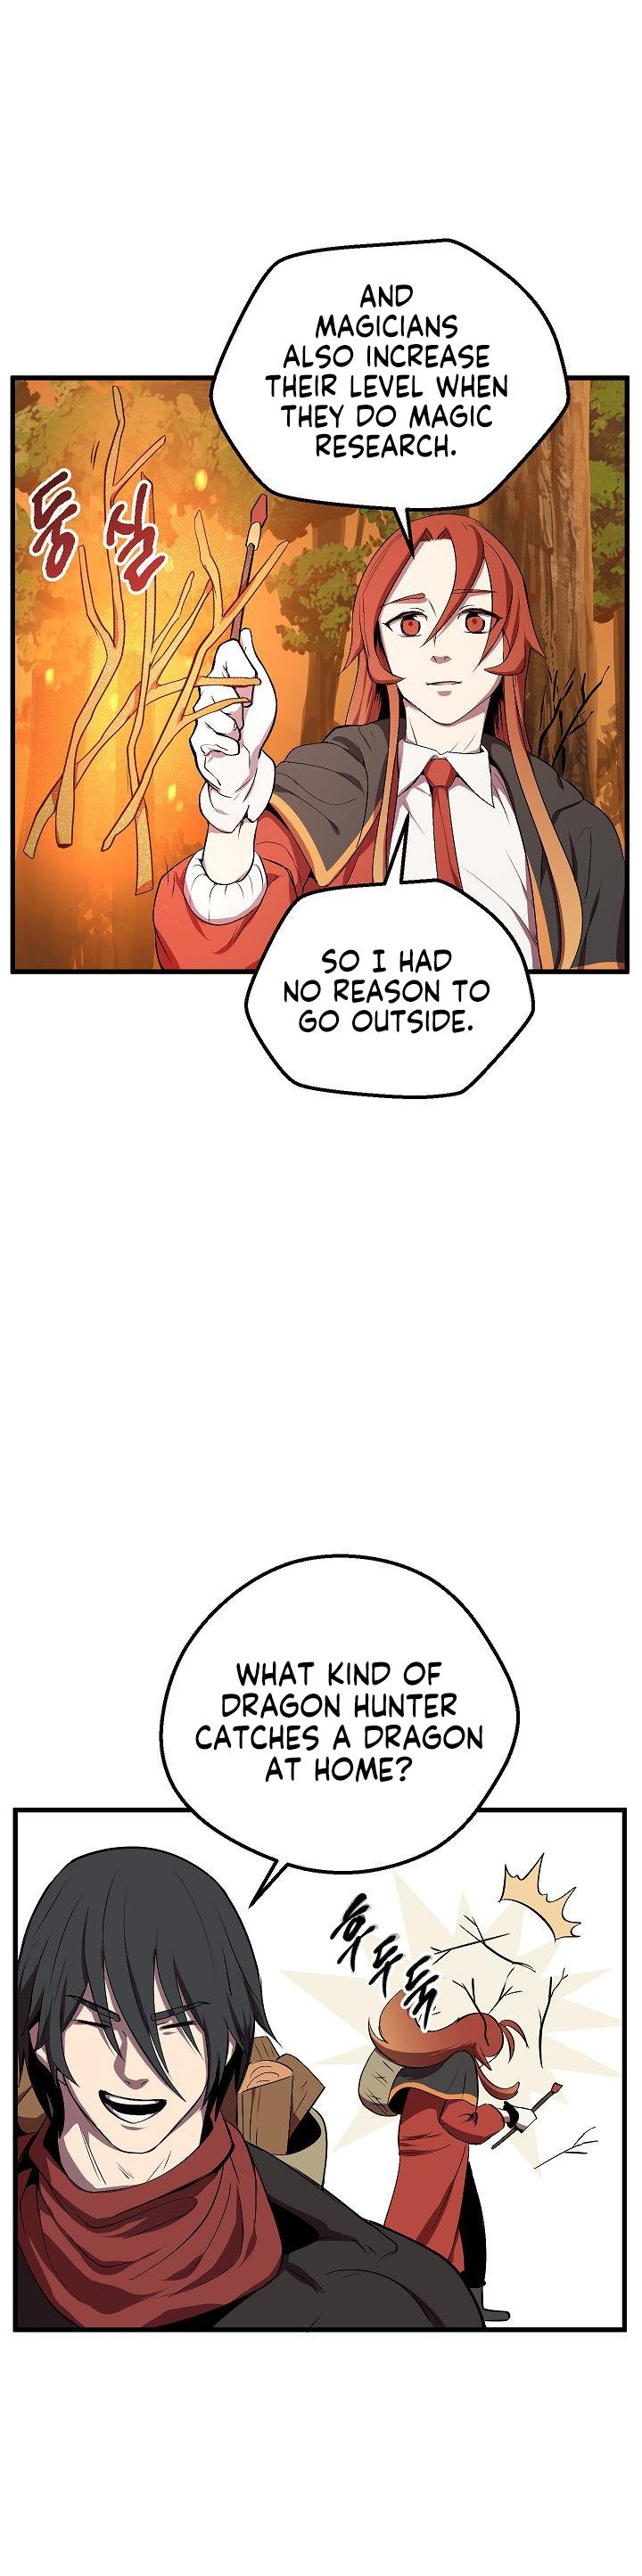 AND
MAGICIANS
ALSO INCREASE
THEIR LEVEL WHEN
THEY DO MAGIC
RESEARCH.
둥실
SO I HAD
NO REASON TO
GO OUTSIDE.
WHAT KIND OF
DRAGON HUNTER
CATCHES A DRAGON
AT HOME?
후두둑